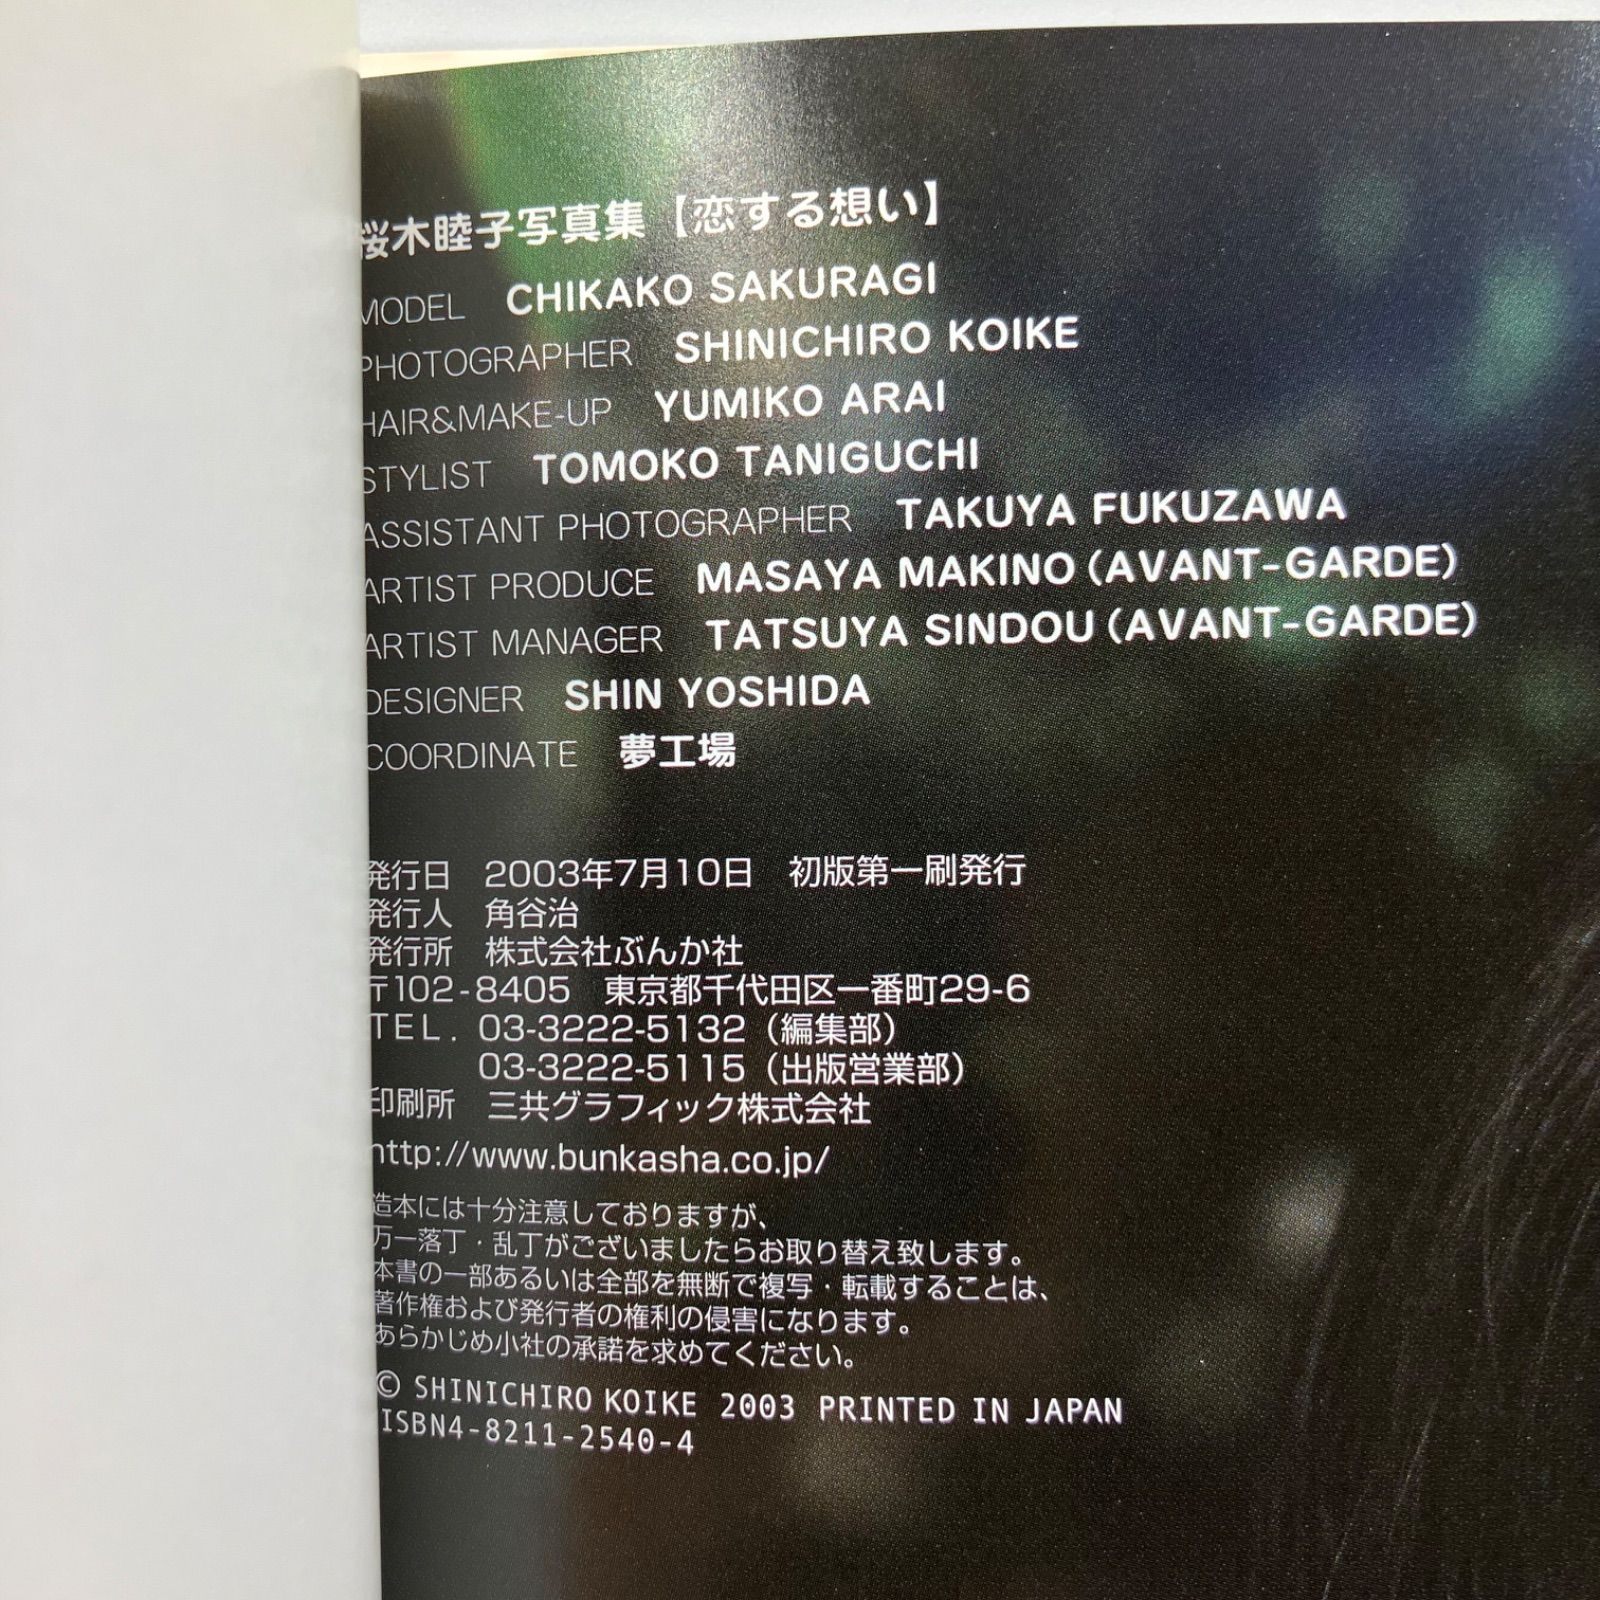 桜木睦子写真集【恋する想い】
MODEL CHIKAKO SAKURAGI
PHOTOGRAPHER SHINICHIRO KOIKE
HAIR&MAKE-UP YUMIKO ARAI
STYLIST TOMOKO TANIGUCHI
ASSISTANT PHOTOGRAPHER TAKUYA FUKUZAWA
ARTIST PRODUCE MASAYA MAKINO(AVANT-GARDE)
ARTIST MANAGER TATSUYA SINDOU(AVANT-GARDE)
DESIGNER SHIN YOSHIDA
COORDINATE 夢工場
発行日 2003年7月10日 初版第一刷発行
発行人 角谷治
発行所 株式会社ぶんか社
〒102-8405 東京都千代田区一番町29-6
TEL. 03-3222-5132（編集部）
03-3222-5115（出版営業部）
印刷所 三共グラフィック株式会社
http://www.bunkasha.co.jp/
造本には十分注意しておりますが、
万一落丁・乱丁がございましたらお取り替え致します。
本書の一部あるいは全部を無断で複写・転載することは、
著作権および発行者の権利の侵害になります。
あらかじめ小社の承諾を求めてください。
© SHINICHIRO KOIKE 2003 PRINTED IN JAPAN
ISBN4-8211-2540-4